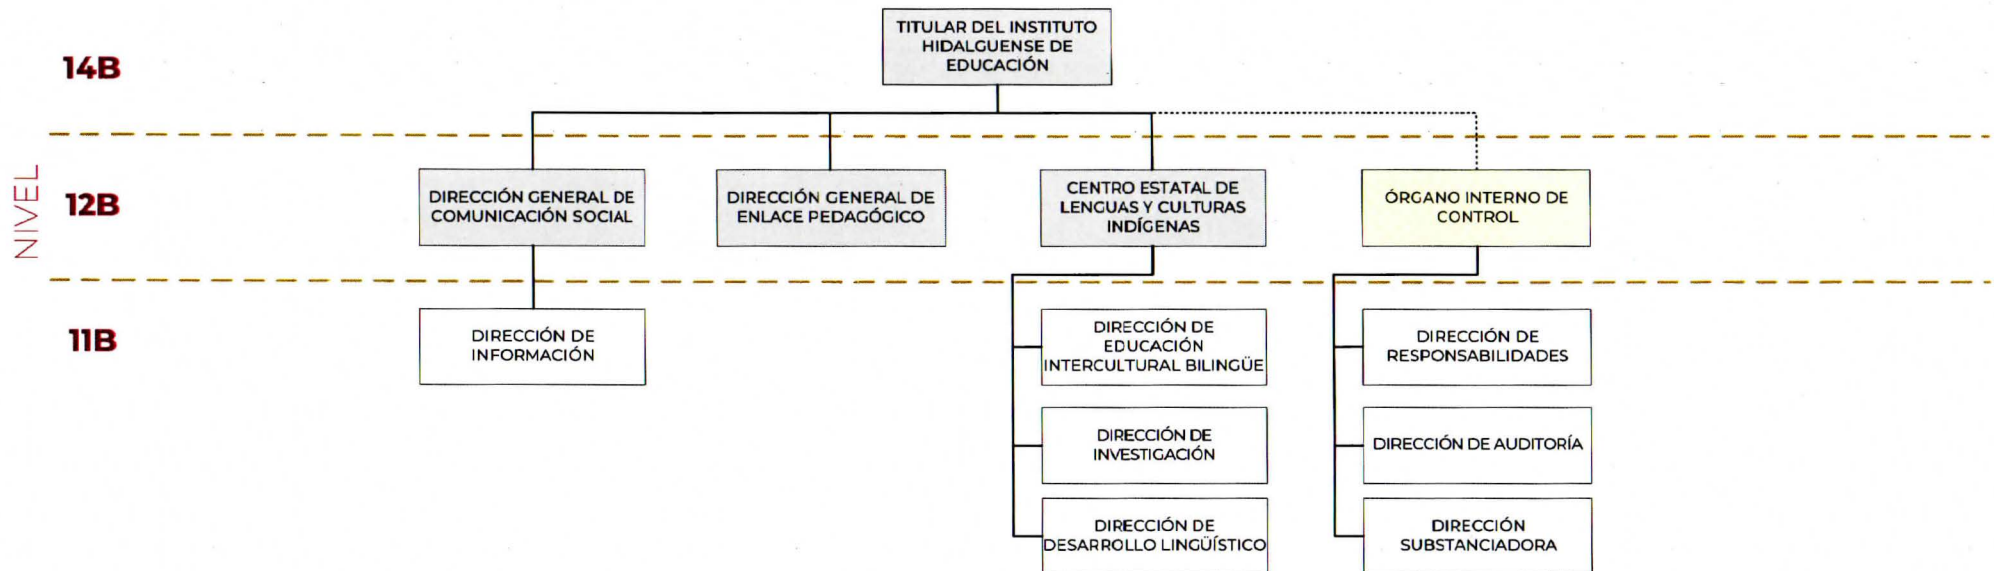 TITULAR DEL INSTITUTO
HIDALGUENSE DE
EDUCACIÓN
14B
NIVEL
12B
DIRECCIÓN GENERAL DE
COMUNICACIÓN SOCIAL
DIRECCIÓN GENERAL DE
ENLACE PEDAGÓGICO
CENTRO ESTATAL DE
LENGUAS Y CULTURAS
INDÍGENAS
ÓRGANO INTERNO DE
CONTROL
11B
DIRECCIÓN DE
INFORMACIÓN
DIRECCIÓN DE
EDUCACIÓN
INTERCULTURAL BILINGÜE
DIRECCIÓN DE
RESPONSABILIDADES
DIRECCIÓN DE
INVESTIGACIÓN
DIRECCIÓN DE AUDITORÍA
DIRECCIÓN DE
DESARROLLO LINGÜÍSTICO
DIRECCIÓN
SUBSTANCIADORA